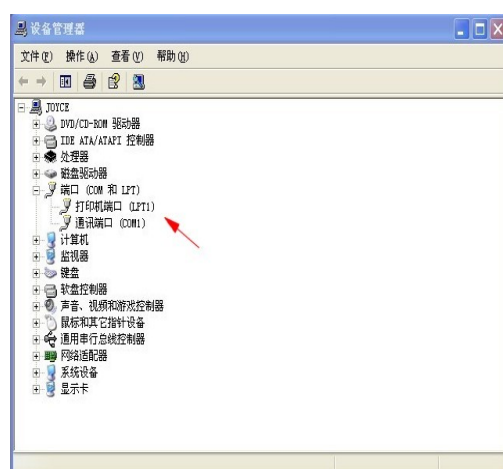 设备管理器
文件(F) 操作(A) 查看(V) 帮助(H)
JOYCE
DVD/CD-ROM 驱动器
IDE ATA/ATAPI 控制器
处理器
磁盘驱动器
端口 (COM 和 LPT)
打印机端口 (LPT1)
通讯端口 (COM1)
计算机
监视器
键盘
软盘控制器
声音、视频和游戏控制器
鼠标和其它指针设备
通用串行总线控制器
网络适配器
系统设备
显示卡